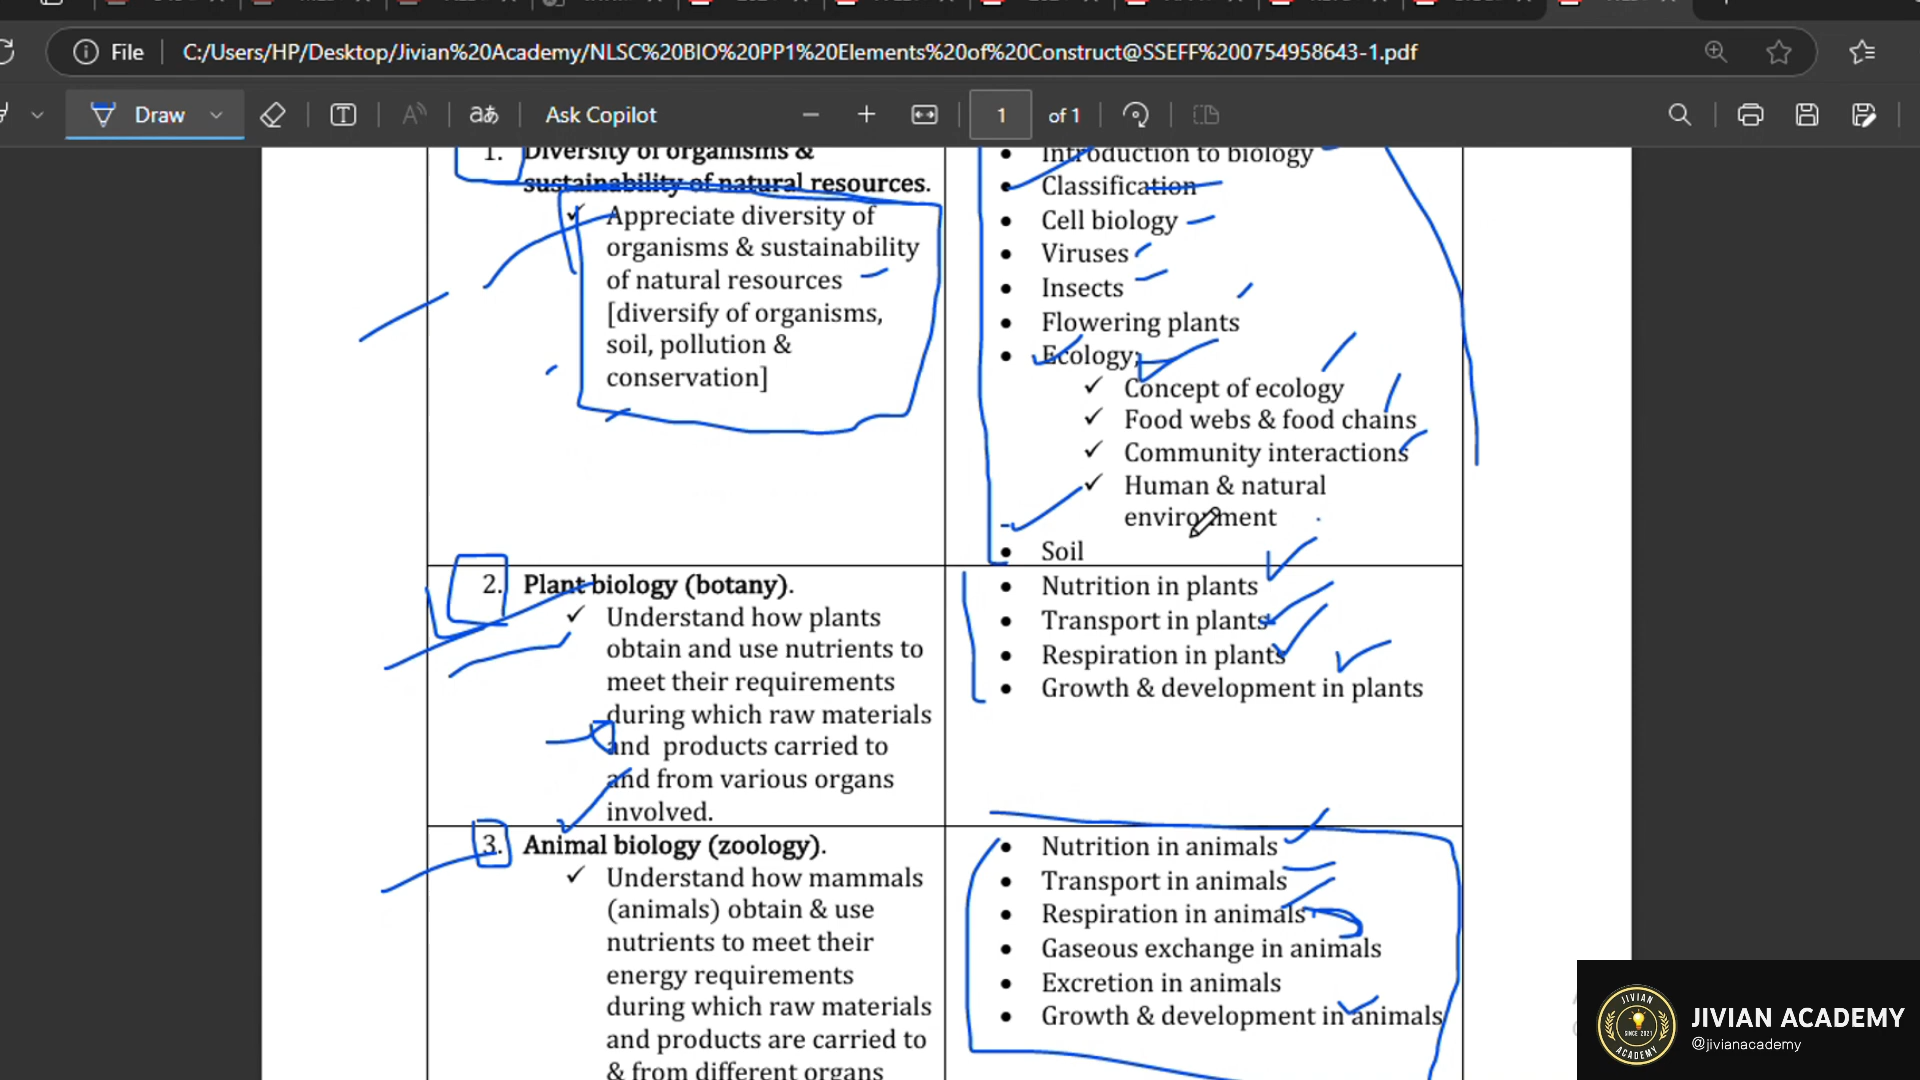 File
C:/Users/HP/Desktop/Jivian%20Academy/NLSC%20BIO%20PP1%20Elements%20of%20Construct@SSEFF%200754958643-1.pdf
Draw
aあ
Ask Copilot
1
of 1
1. Diversity of organisms &
sustainability of natural resources.
✓ Appreciate diversity of
organisms & sustainability
of natural resources
[diversify of organisms,
soil, pollution &
conservation]
• Introduction to biology
• Classification
• Cell biology
• Viruses
• Insects
• Flowering plants
• Ecology;
✓ Concept of ecology
✓ Food webs & food chains
✓ Community interactions
✓ Human & natural
environment
• Soil
2. Plant biology (botany).
✓ Understand how plants
obtain and use nutrients to
meet their requirements
during which raw materials
and products carried to
and from various organs
involved.
• Nutrition in plants
• Transport in plants
• Respiration in plants
• Growth & development in plants
3. Animal biology (zoology).
✓ Understand how mammals
(animals) obtain & use
nutrients to meet their
energy requirements
during which raw materials
and products are carried to
& from different organs
• Nutrition in animals
• Transport in animals
• Respiration in animals
• Gaseous exchange in animals
• Excretion in animals
• Growth & development in animals
JIVIAN
SINCE 2021
ACADEMY
JIVIAN ACADEMY
@jivianacademy